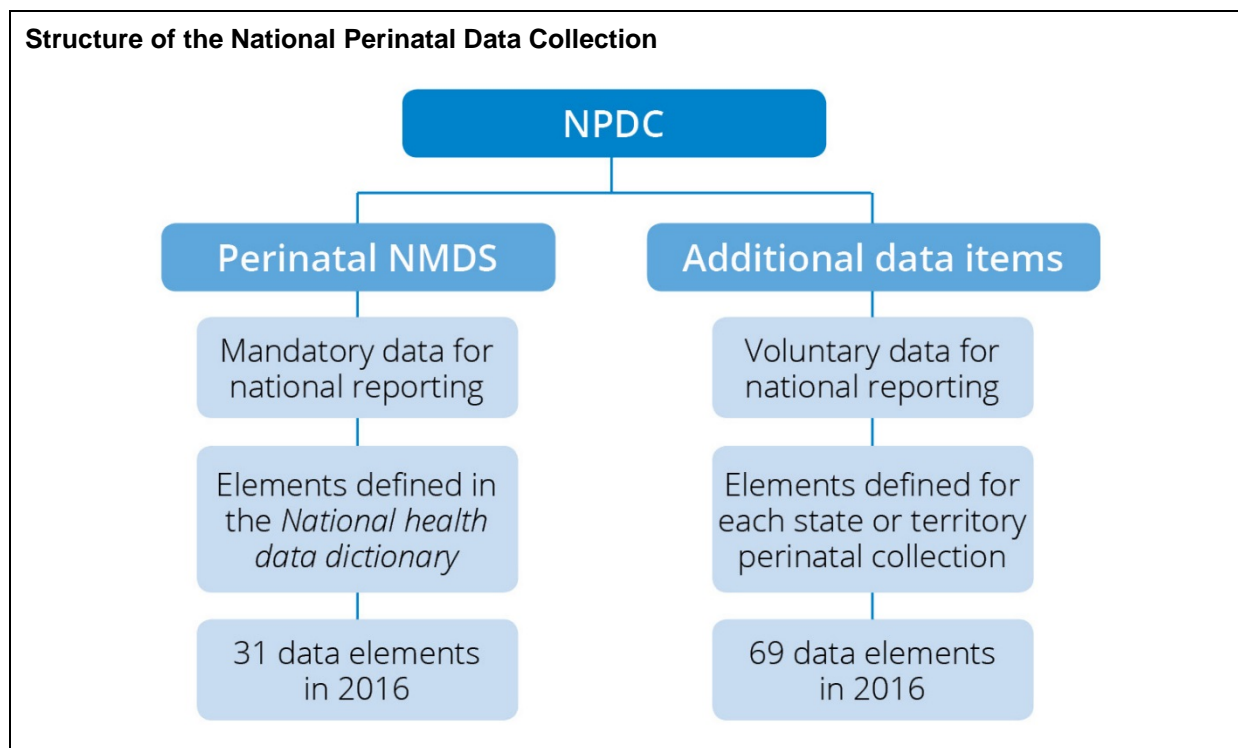 Structure of the National Perinatal Data Collection
NPDC
Perinatal NMDS
Mandatory data for
national reporting
Elements defined in
the National health
data dictionary
31 data elements
in 2016
Additional data items
Voluntary data for
national reporting
Elements defined for
each state or territory
perinatal collection
69 data elements
in 2016